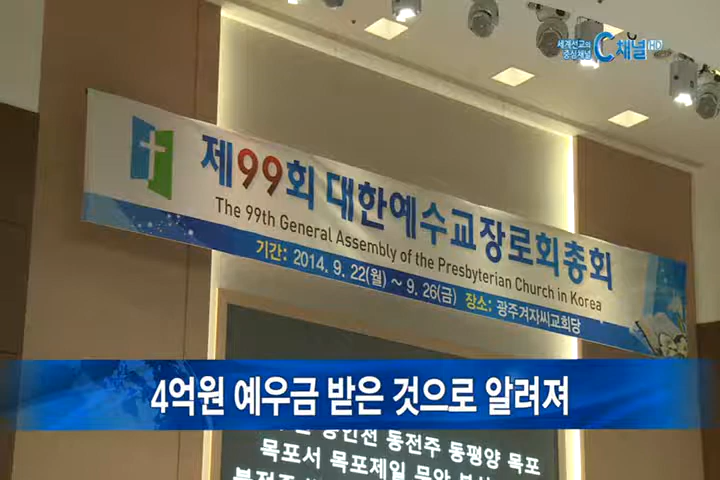 세계선교의
중심채널
C채널HD
제99회 대한예수교장로회총회
The 99th General Assembly of the Presbyterian Church in Korea
기간: 2014. 9. 22(월) ~ 9. 26(금) 장소: 광주겨자씨교회당
4억원 예우금 받은 것으로 알려져
동전주 동평양 목포
목포서 목포제일 무안